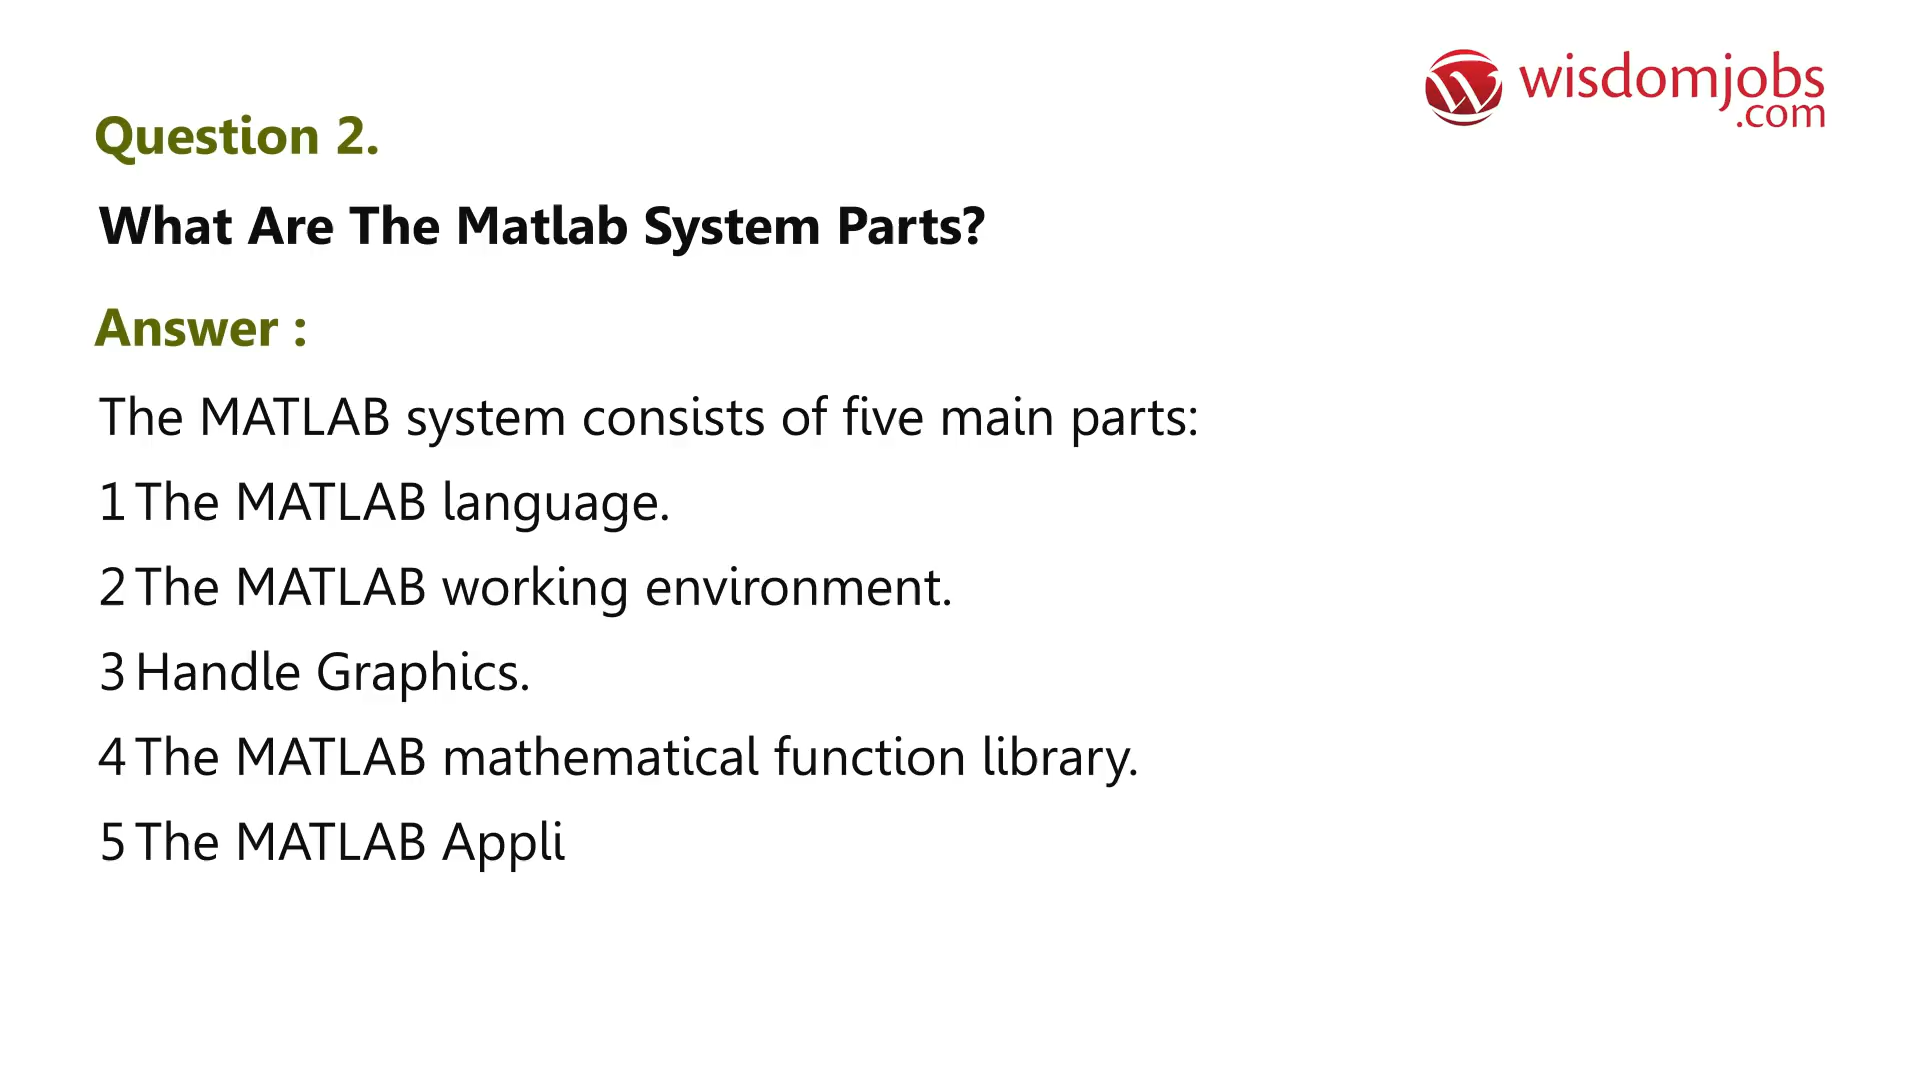 wisdomjobs
.com
Question 2.
What Are The Matlab System Parts?
Answer :
The MATLAB system consists of five main parts:
1 The MATLAB language.
2 The MATLAB working environment.
3 Handle Graphics.
4 The MATLAB mathematical function library.
5 The MATLAB Appli